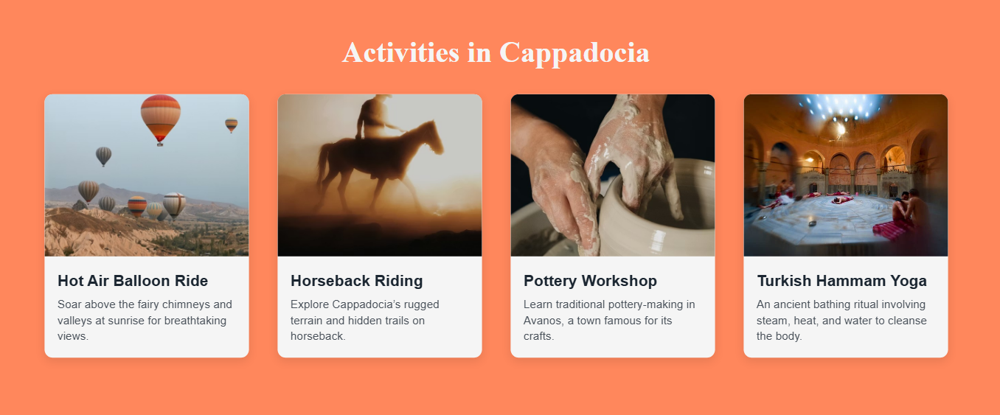 Activities in Cappadocia
Hot Air Balloon Ride
Soar above the fairy chimneys and
valleys at sunrise for breathtaking
views.
Horseback Riding
Explore Cappadocia’s rugged
terrain and hidden trails on
horseback.
Pottery Workshop
Learn traditional pottery-making in
Avanos, a town famous for its
crafts.
Turkish Hammam Yoga
An ancient bathing ritual involving
steam, heat, and water to cleanse
the body.